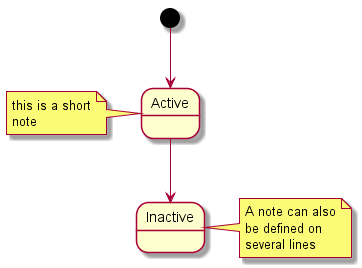 Active
this is a short
note
Inactive
A note can also
be defined on
several lines